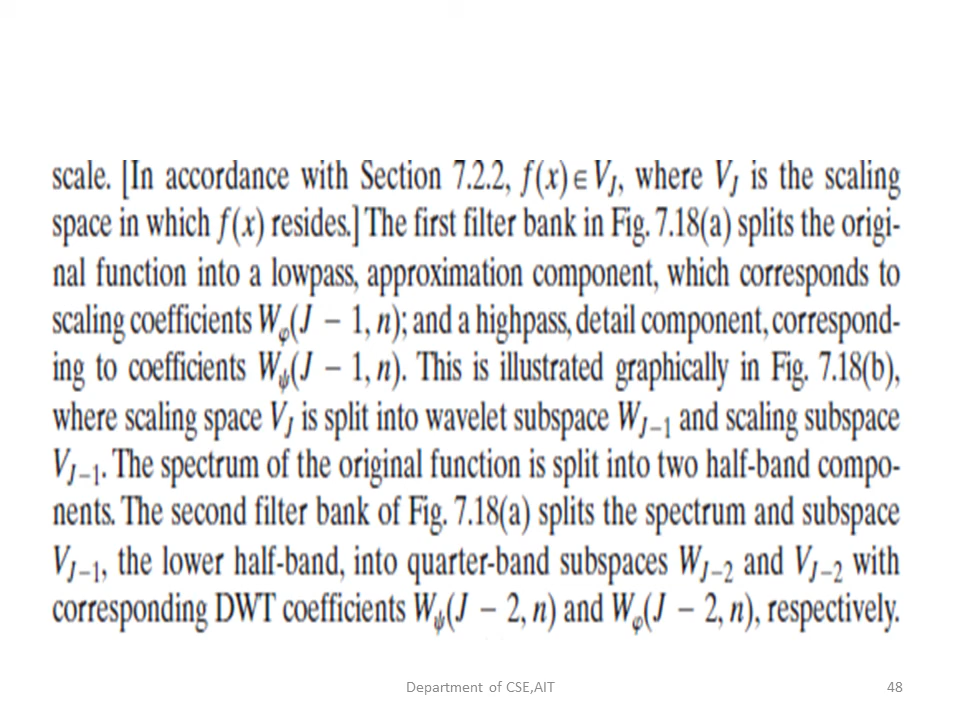 scale. [In accordance with Section 7.2.2, f(x) ∈ V_J, where V_J is the scaling
space in which f(x) resides.] The first filter bank in Fig. 7.18(a) splits the origi-
nal function into a lowpass, approximation component, which corresponds to
scaling coefficients W_φ(J − 1, n); and a highpass, detail component, correspond-
ing to coefficients W_ψ(J − 1, n). This is illustrated graphically in Fig. 7.18(b),
where scaling space V_J is split into wavelet subspace W_{J−1} and scaling subspace
V_{J−1}. The spectrum of the original function is split into two half-band compo-
nents. The second filter bank of Fig. 7.18(a) splits the spectrum and subspace
V_{J−1}, the lower half-band, into quarter-band subspaces W_{J−2} and V_{J−2} with
corresponding DWT coefficients W_ψ(J − 2, n) and W_φ(J − 2, n), respectively.
Department of CSE,AIT
48